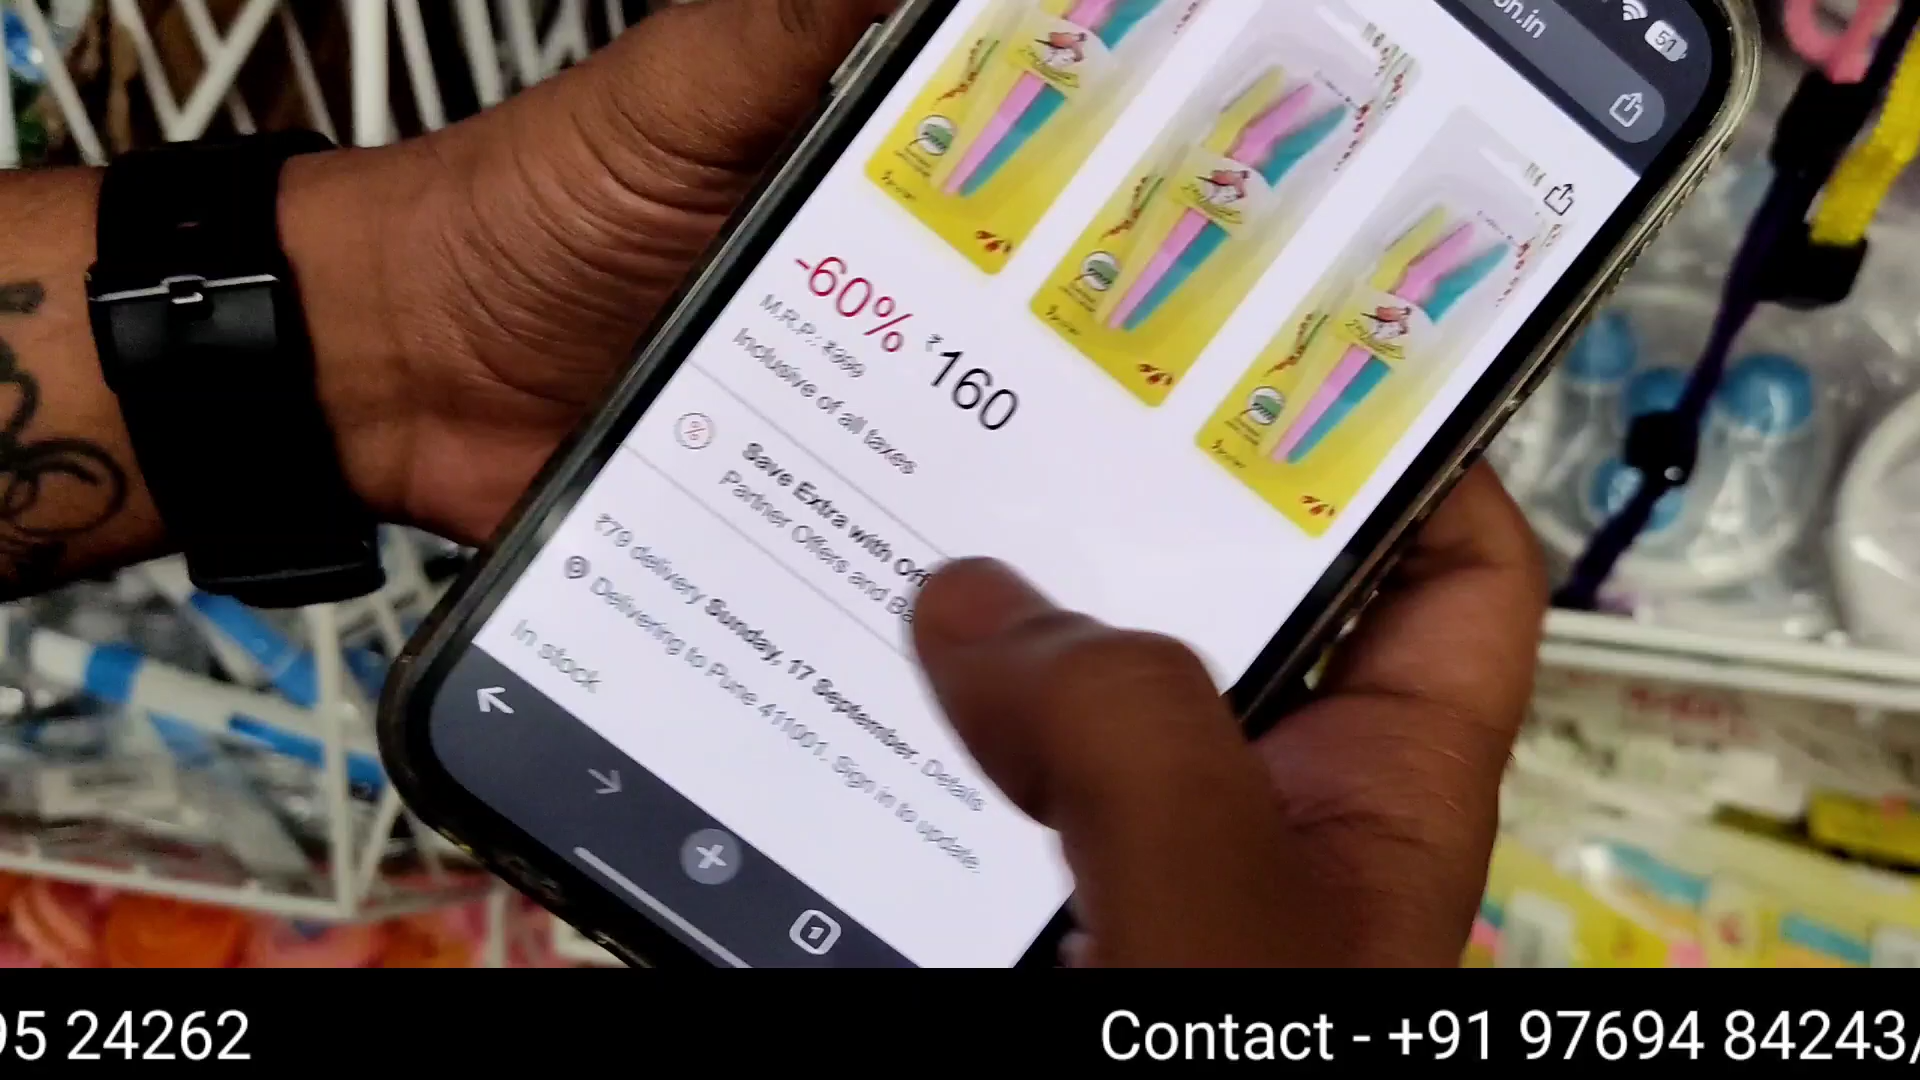 on.in
51
-60% ₹160
M.R.P.: ₹399
Inclusive of all taxes
Save Extra with Off
Partner Offers and Ba
₹79 delivery Sunday, 17 September. Details
Delivering to Pune 411001. Sign in to update.
In stock
1
95 24262
Contact - +91 97694 84243/